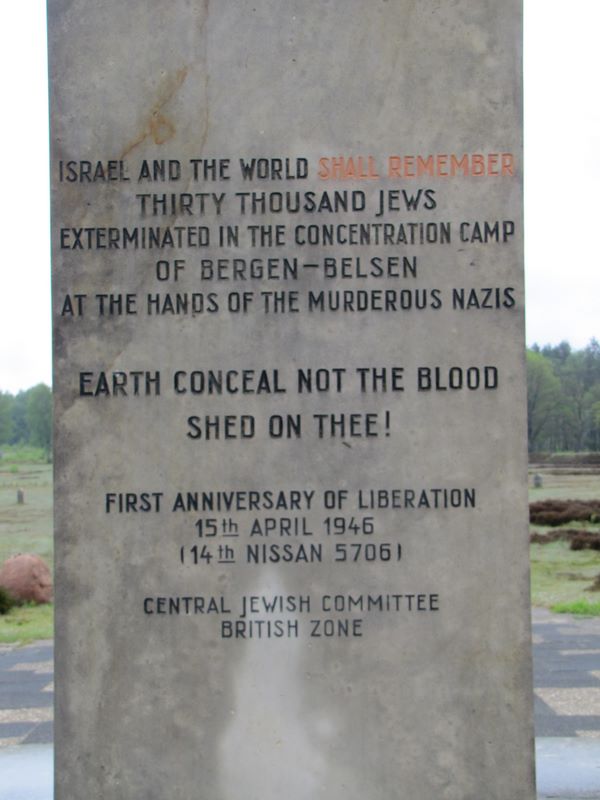 ISRAEL AND THE WORLD SHALL REMEMBER
THIRTY THOUSAND JEWS
EXTERMINATED IN THE CONCENTRATION CAMP
OF BERGEN-BELSEN
AT THE HANDS OF THE MURDEROUS NAZIS
EARTH CONCEAL NOT THE BLOOD
SHED ON THEE!
FIRST ANNIVERSARY OF LIBERATION
15th APRIL 1946
(14th NISSAN 5706)
CENTRAL JEWISH COMMITTEE
BRITISH ZONE